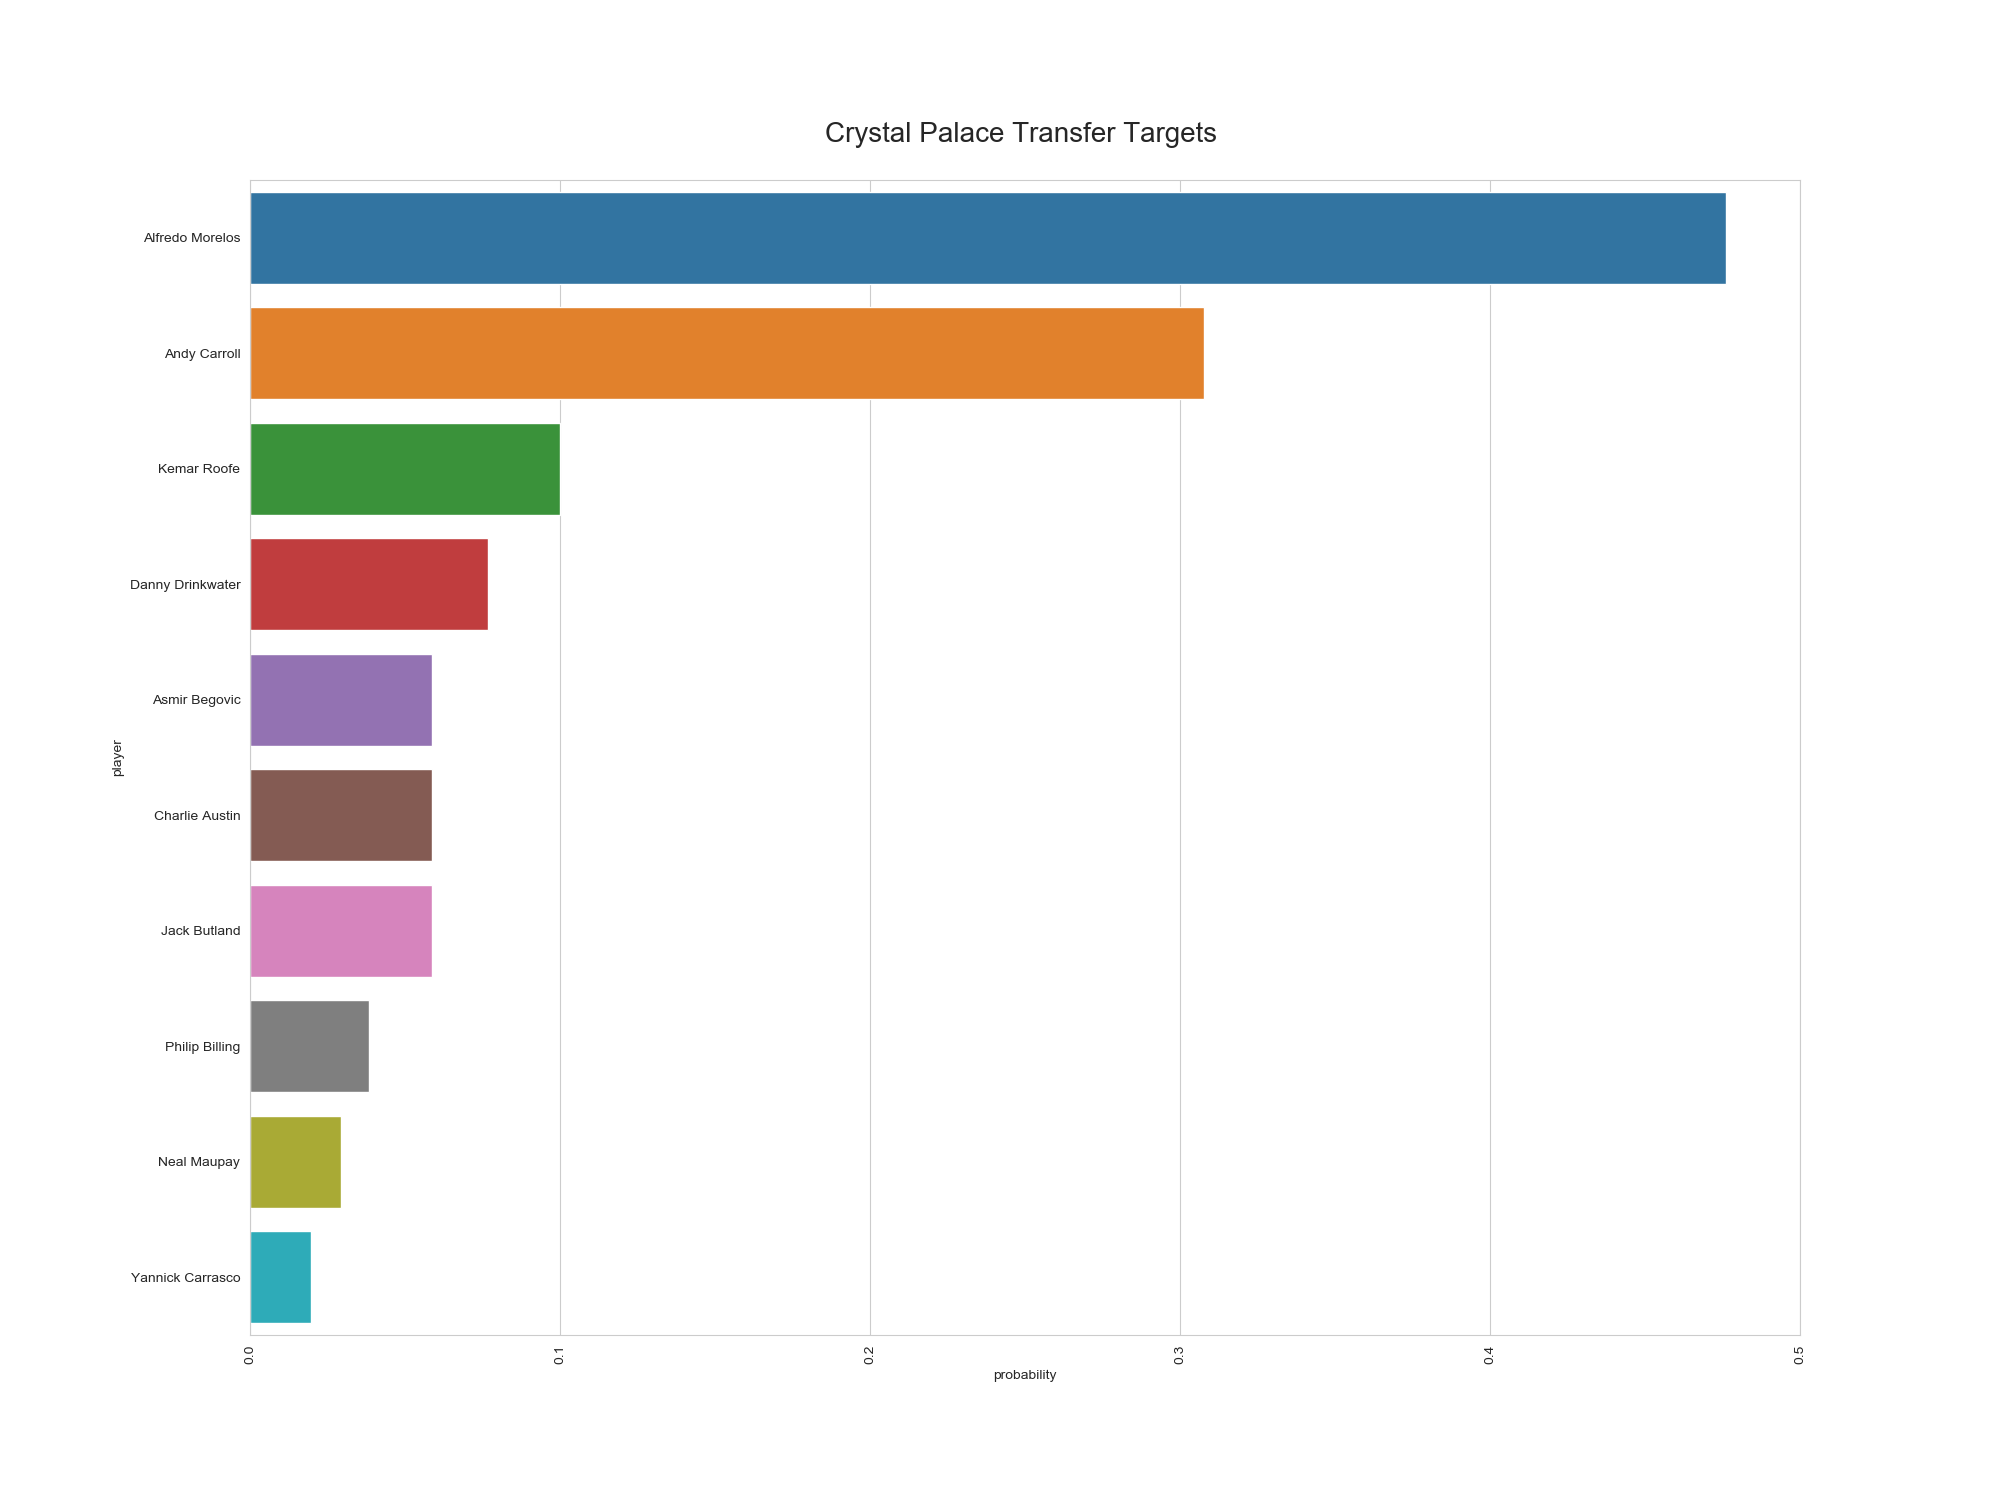 Crystal Palace Transfer Targets
Alfredo Morelos
Andy Carroll
Kemar Roofe
Danny Drinkwater
Asmir Begovic
Charlie Austin
Jack Butland
Philip Billing
Neal Maupay
Yannick Carrasco
player
0.0
0.1
0.2
0.3
0.4
0.5
probability